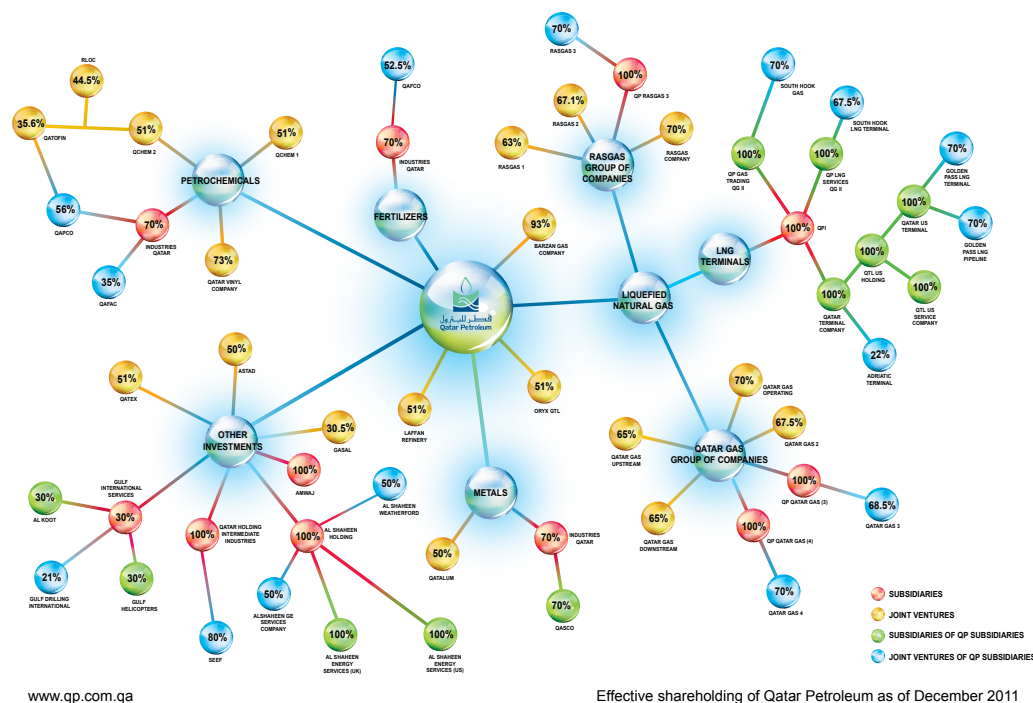 RLOC
44.5%
35.6%
QATOFIN
51%
QCHEM 2
51%
QCHEM 1
PETROCHEMICALS
56%
QAPCO
70%
INDUSTRIES
QATAR
35%
QAFAC
73%
QATAR VINYL
COMPANY
52.5%
QAFCO
70%
INDUSTRIES
QATAR
FERTILIZERS
93%
BARZAN GAS
COMPANY
قطر للبترول
Qatar Petroleum
51%
LAFFAN
REFINERY
51%
ORYX GTL
70%
RASGAS 3
100%
QP RASGAS 3
67.1%
RASGAS 2
63%
RASGAS 1
70%
RASGAS
COMPANY
RASGAS
GROUP OF
COMPANIES
LNG
TERMINALS
LIQUEFIED
NATURAL GAS
70%
SOUTH HOOK
GAS
67.5%
SOUTH HOOK
LNG TERMINAL
100%
QP GAS
TRADING
QG II
100%
QP LNG
SERVICES
QG II
100%
QPI
70%
GOLDEN
PASS LNG
TERMINAL
100%
QATAR US
TERMINAL
70%
GOLDEN
PASS LNG
PIPELINE
100%
QTL US
HOLDING
100%
QTL US
SERVICE
COMPANY
100%
QATAR
TERMINAL
COMPANY
22%
ADRIATIC
TERMINAL
50%
ASTAD
51%
QATEX
30.5%
GASAL
OTHER
INVESTMENTS
100%
AMWAJ
GULF
INTERNATIONAL
SERVICES
30%
30%
AL KOOT
21%
GULF DRILLING
INTERNATIONAL
30%
GULF
HELICOPTERS
100%
QATAR HOLDING
INTERMEDIATE
INDUSTRIES
80%
SEEF
100%
AL SHAHEEN
HOLDING
50%
AL SHAHEEN
WEATHERFORD
50%
ALSHAHEEN GE
SERVICES
COMPANY
100%
AL SHAHEEN
ENERGY
SERVICES (UK)
100%
AL SHAHEEN
ENERGY
SERVICES (US)
METALS
50%
QATALUM
70%
INDUSTRIES
QATAR
70%
QASCO
70%
QATAR GAS
OPERATING
67.5%
QATAR GAS 2
65%
QATAR GAS
UPSTREAM
QATAR GAS
GROUP OF COMPANIES
65%
QATAR GAS
DOWNSTREAM
100%
QP QATAR GAS (3)
68.5%
QATAR GAS 3
100%
QP QATAR GAS (4)
70%
QATAR GAS 4
SUBSIDIARIES
JOINT VENTURES
SUBSIDIARIES OF QP SUBSIDIARIES
JOINT VENTURES OF QP SUBSIDIARIES
www.qp.com.qa
Effective shareholding of Qatar Petroleum as of December 2011